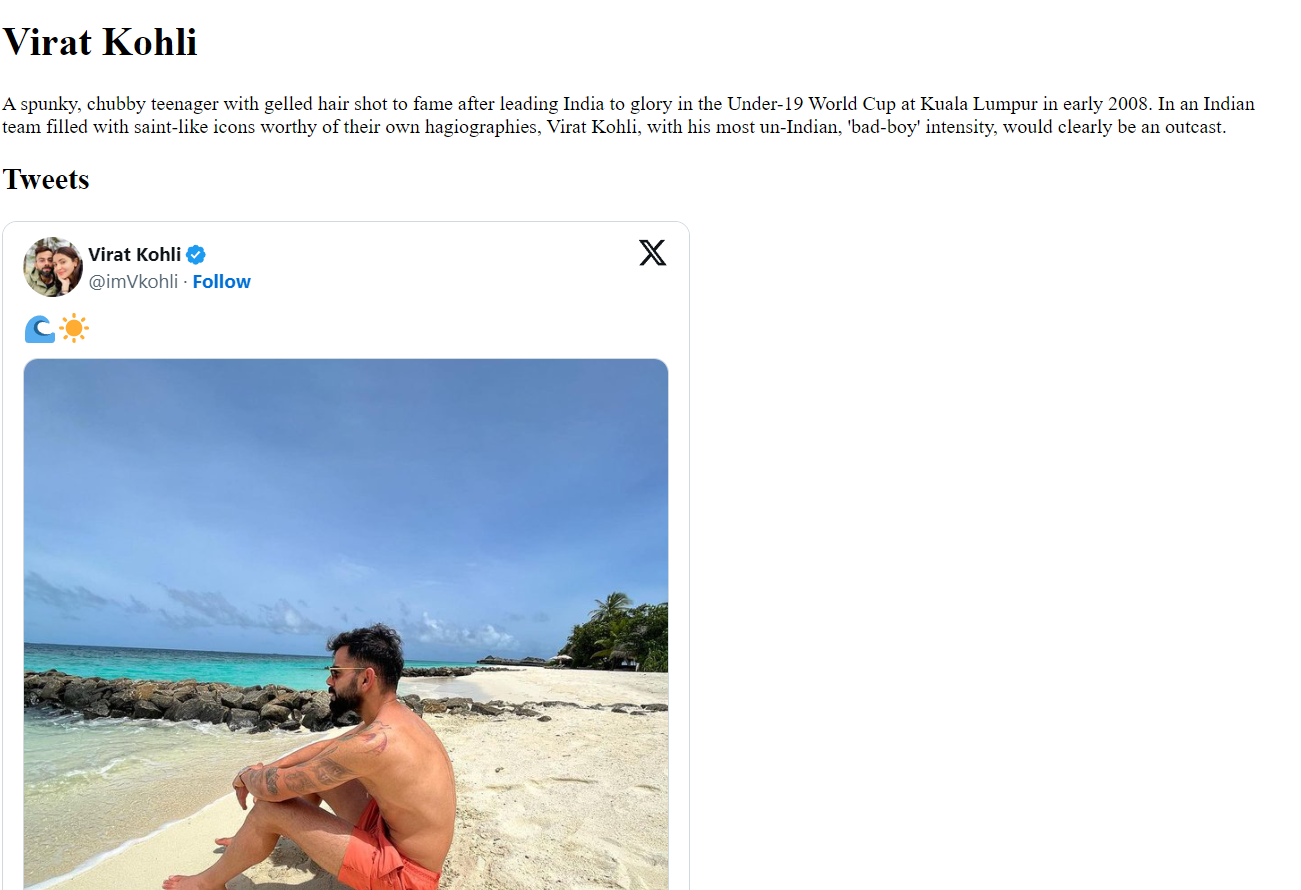 Virat Kohli
A spunky, chubby teenager with gelled hair shot to fame after leading India to glory in the Under-19 World Cup at Kuala Lumpur in early 2008. In an Indian
team filled with saint-like icons worthy of their own hagiographies, Virat Kohli, with his most un-Indian, 'bad-boy' intensity, would clearly be an outcast.
Tweets
Virat Kohli
@imVkohli · Follow